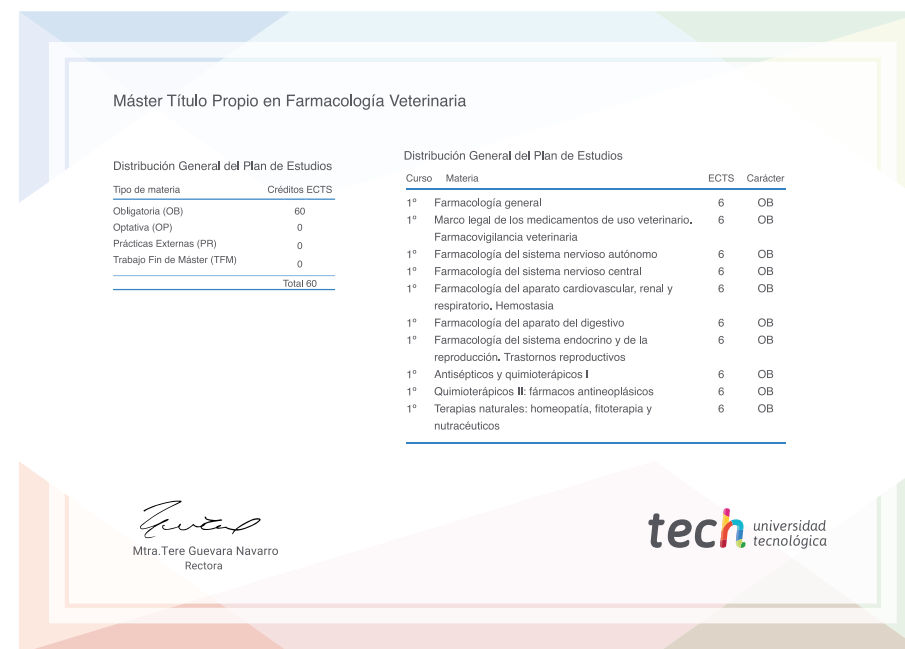 Máster Título Propio en Farmacología Veterinaria
Distribución General del Plan de Estudios
Tipo de materia Créditos ECTS
Obligatoria (OB) 60
Optativa (OP) 0
Prácticas Externas (PR) 0
Trabajo Fin de Máster (TFM) 0
Total 60
Distribución General del Plan de Estudios
Curso Materia ECTS Carácter
1º Farmacología general 6 OB
1º Marco legal de los medicamentos de uso veterinario. 6 OB
Farmacovigilancia veterinaria
1º Farmacología del sistema nervioso autónomo 6 OB
1º Farmacología del sistema nervioso central 6 OB
1º Farmacología del aparato cardiovascular, renal y 6 OB
respiratorio. Hemostasia
1º Farmacología del aparato del digestivo 6 OB
1º Farmacología del sistema endocrino y de la 6 OB
reproducción. Trastornos reproductivos
1º Antisépticos y quimioterápicos I 6 OB
1º Quimioterápicos II: fármacos antineoplásicos 6 OB
1º Terapias naturales: homeopatía, fitoterapia y 6 OB
nutracéuticos
Mtra.Tere Guevara Navarro
Rectora
tech universidad
tecnológica